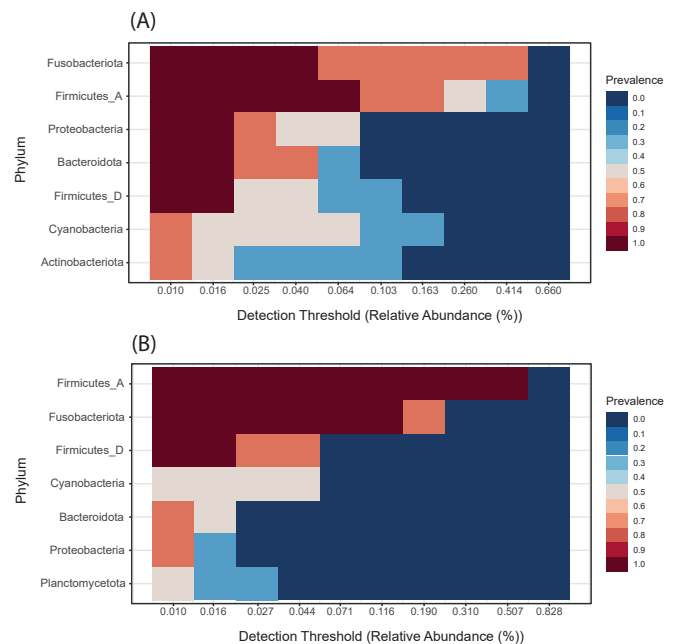 (A)
Phylum
Fusobacteriota
Firmicutes_A
Proteobacteria
Bacteroidota
Firmicutes_D
Cyanobacteria
Actinobacteriota
0.010 0.016 0.025 0.040 0.064 0.103 0.163 0.260 0.414 0.660
Detection Threshold (Relative Abundance (%))
Prevalence
0.0
0.1
0.2
0.3
0.4
0.5
0.6
0.7
0.8
0.9
1.0
(B)
Phylum
Firmicutes_A
Fusobacteriota
Firmicutes_D
Cyanobacteria
Bacteroidota
Proteobacteria
Planctomycetota
0.010 0.016 0.027 0.044 0.071 0.116 0.190 0.310 0.507 0.828
Detection Threshold (Relative Abundance (%))
Prevalence
0.0
0.1
0.2
0.3
0.4
0.5
0.6
0.7
0.8
0.9
1.0